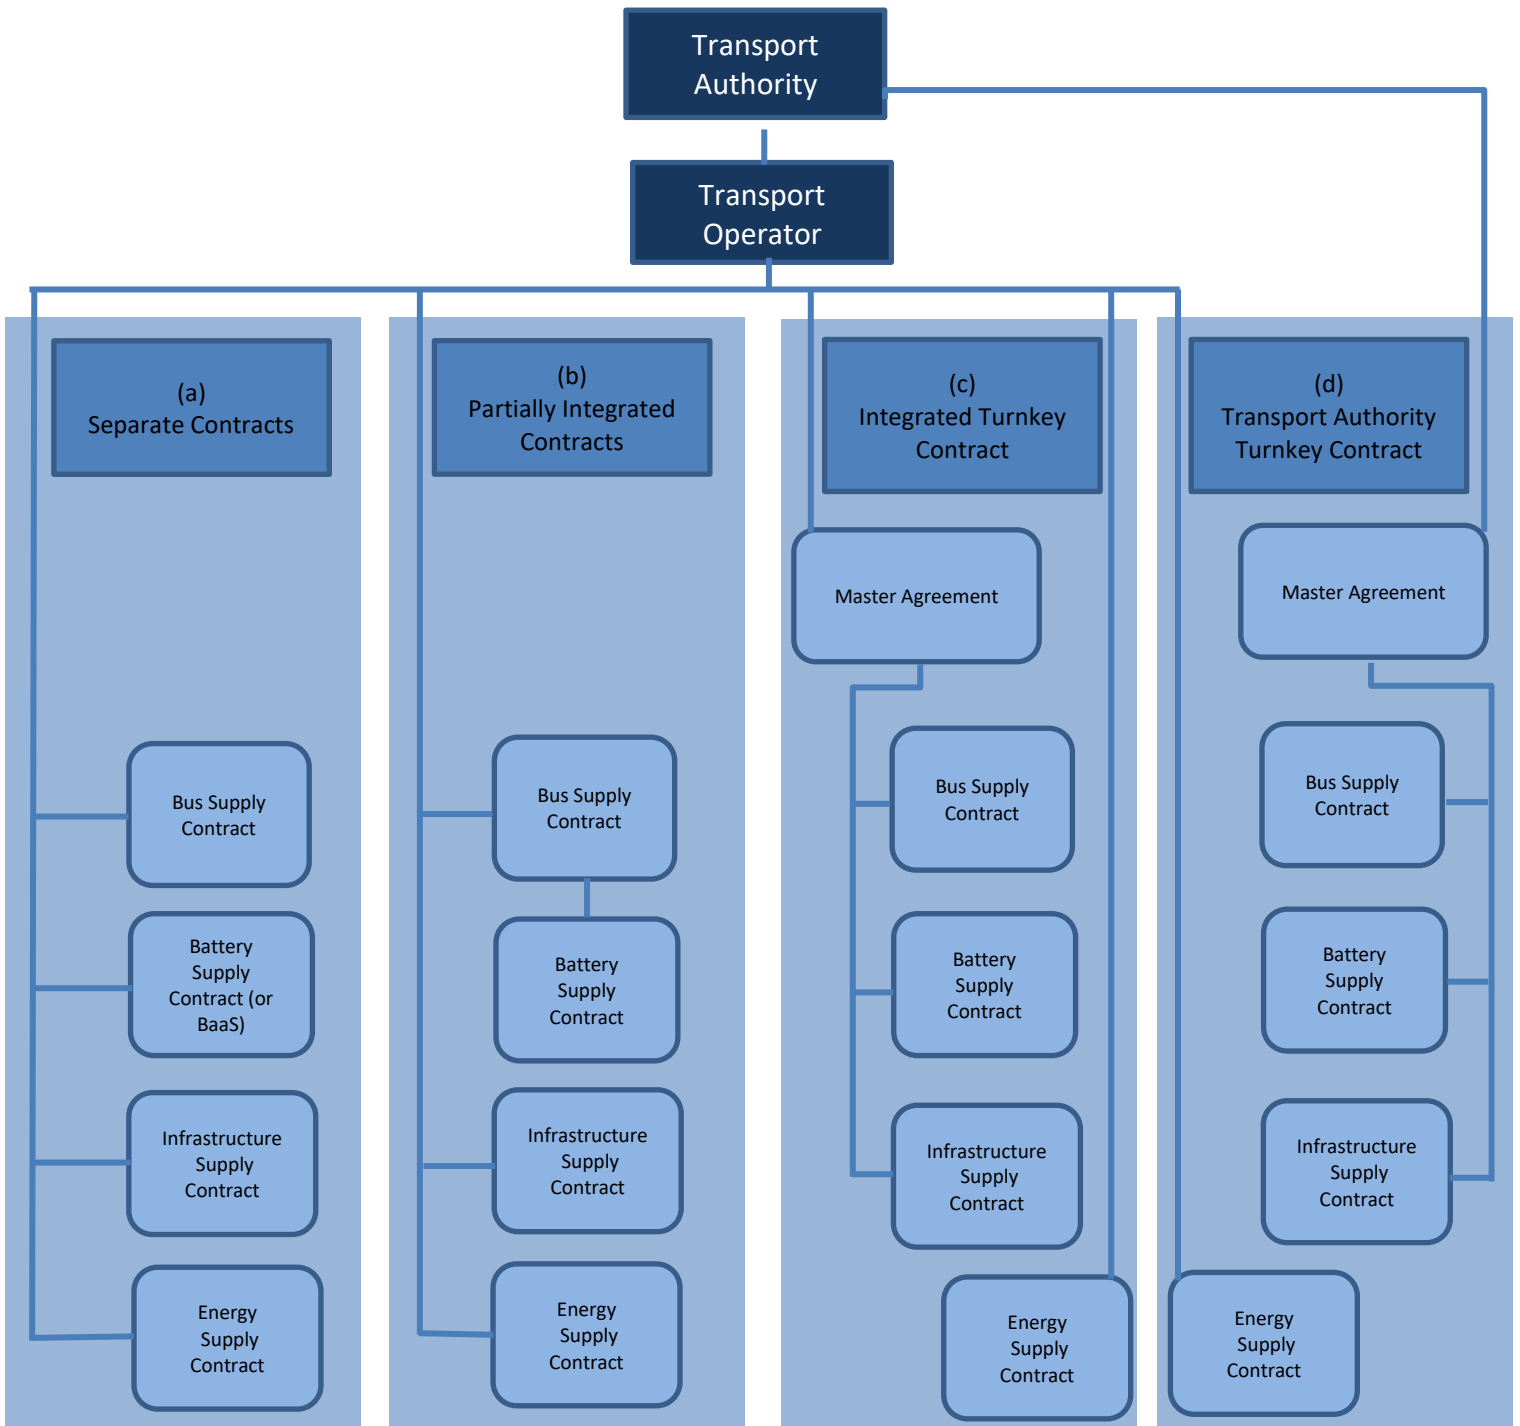 Transport
Authority
Transport
Operator
(a)
Separate Contracts
Bus Supply
Contract
Battery
Supply
Contract (or
BaaS)
Infrastructure
Supply
Contract
Energy
Supply
Contract
(b)
Partially Integrated
Contracts
Bus Supply
Contract
Battery
Supply
Contract
Infrastructure
Supply
Contract
Energy
Supply
Contract
(c)
Integrated Turnkey
Contract
Master Agreement
Bus Supply
Contract
Battery
Supply
Contract
Infrastructure
Supply
Contract
Energy
Supply
Contract
(d)
Transport Authority
Turnkey Contract
Master Agreement
Bus Supply
Contract
Battery
Supply
Contract
Infrastructure
Supply
Contract
Energy
Supply
Contract